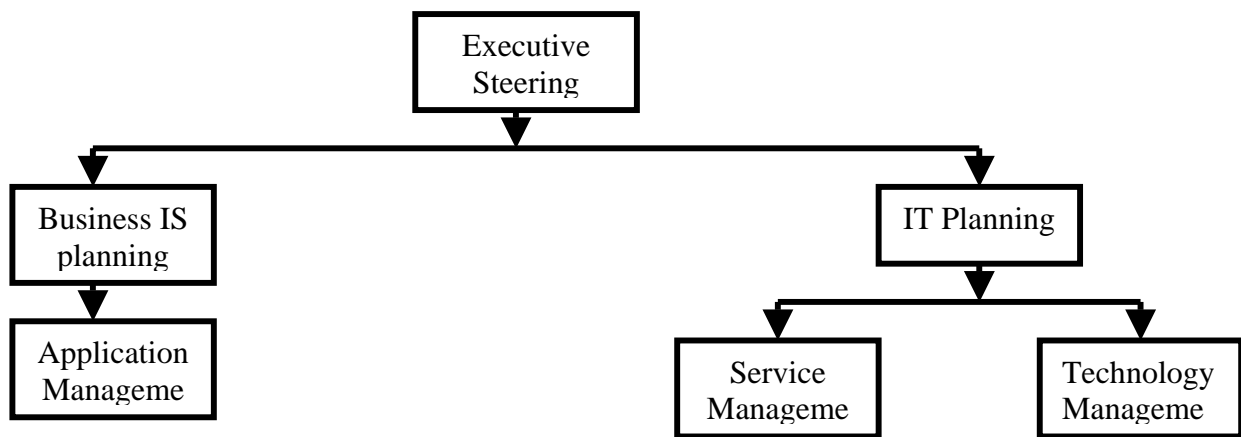 Executive
Steering
Business IS
planning
IT Planning
Application
Manageme
Service
Manageme
Technology
Manageme